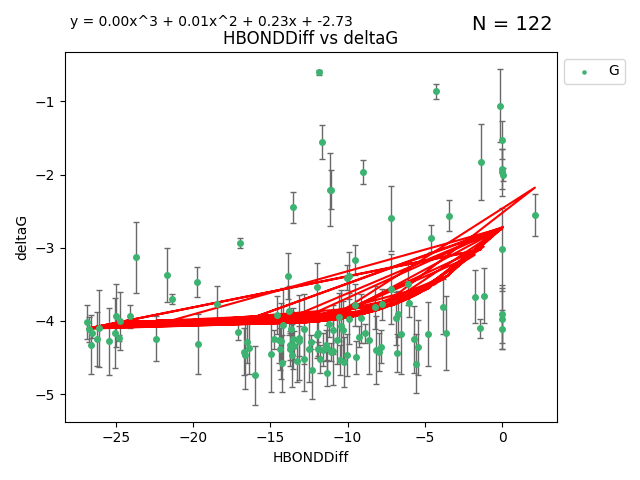 y = 0.00x^3 + 0.01x^2 + 0.23x + -2.73
N = 122
HBONDDiff vs deltaG
G
deltaG
−1
−2
−3
−4
−5
−25 −20 −15 −10 −5 0
HBONDDiff